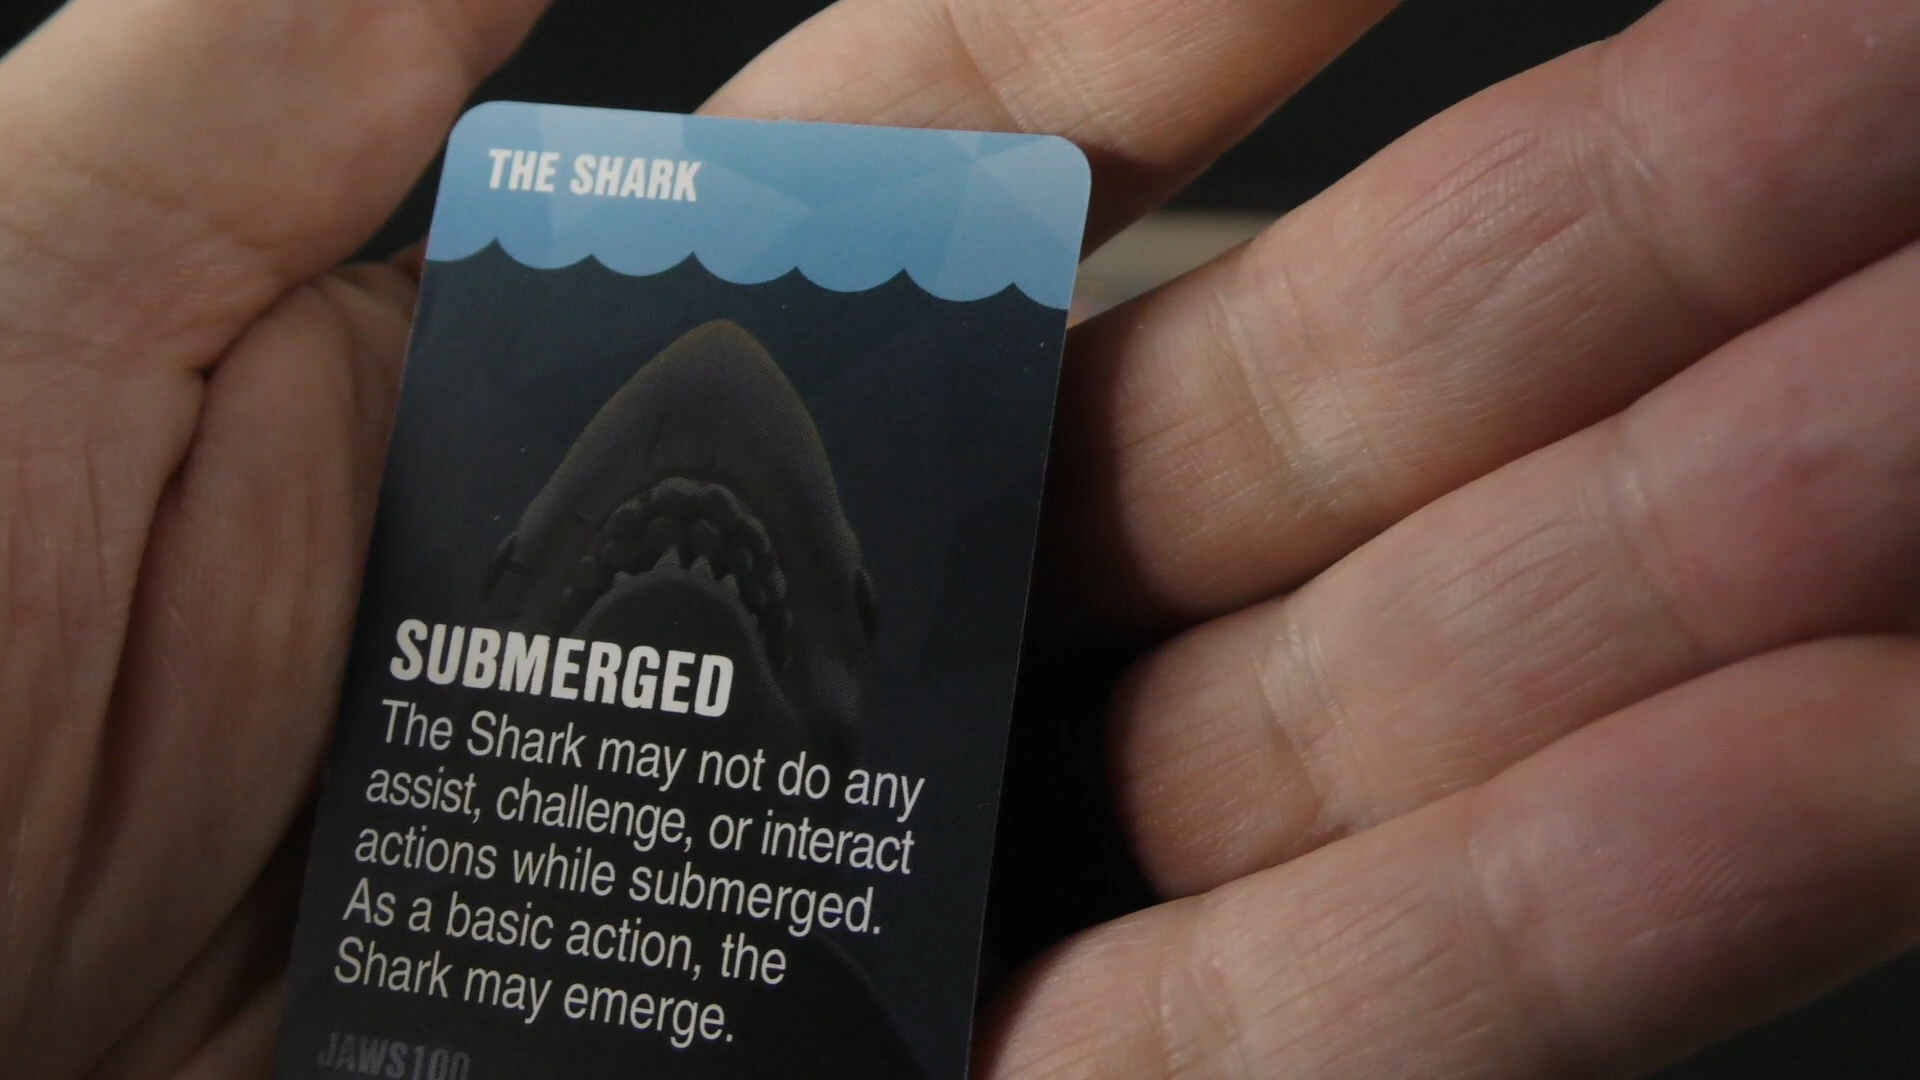 THE SHARK
SUBMERGED
The Shark may not do any
assist, challenge, or interact
actions while submerged.
As a basic action, the
Shark may emerge.
JAWS100